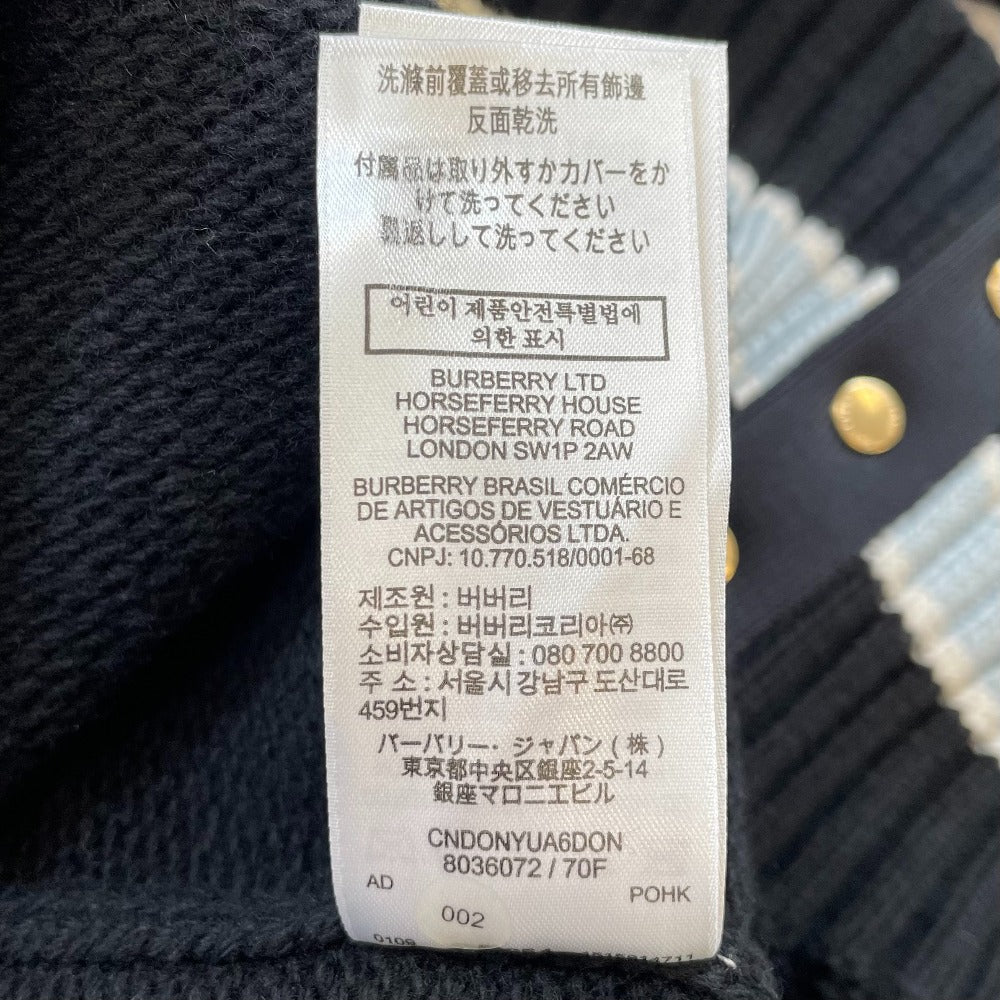 洗滌前覆蓋或移去所有飾邊
反面乾洗
付属品は取り外すかカバーをか
けて洗ってください
裏返しして洗ってください
어린이 제품안전특별법에
의한 표시
BURBERRY LTD
HORSEFERRY HOUSE
HORSEFERRY ROAD
LONDON SW1P 2AW
BURBERRY BRASIL COMÉRCIO
DE ARTIGOS DE VESTUÁRIO E
ACESSÓRIOS LTDA.
CNPJ: 10.770.518/0001-68
제조원 : 버버리
수입원 : 버버리코리아㈜
소비자상담실 : 080 700 8800
주 소 : 서울시 강남구 도산대로
459번지
バーバリー・ジャパン ( 株 )
東京都中央区銀座2-5-14
銀座マロニエビル
CNDONYUA6DON
8036072 / 70F
AD
POHK
002
0109